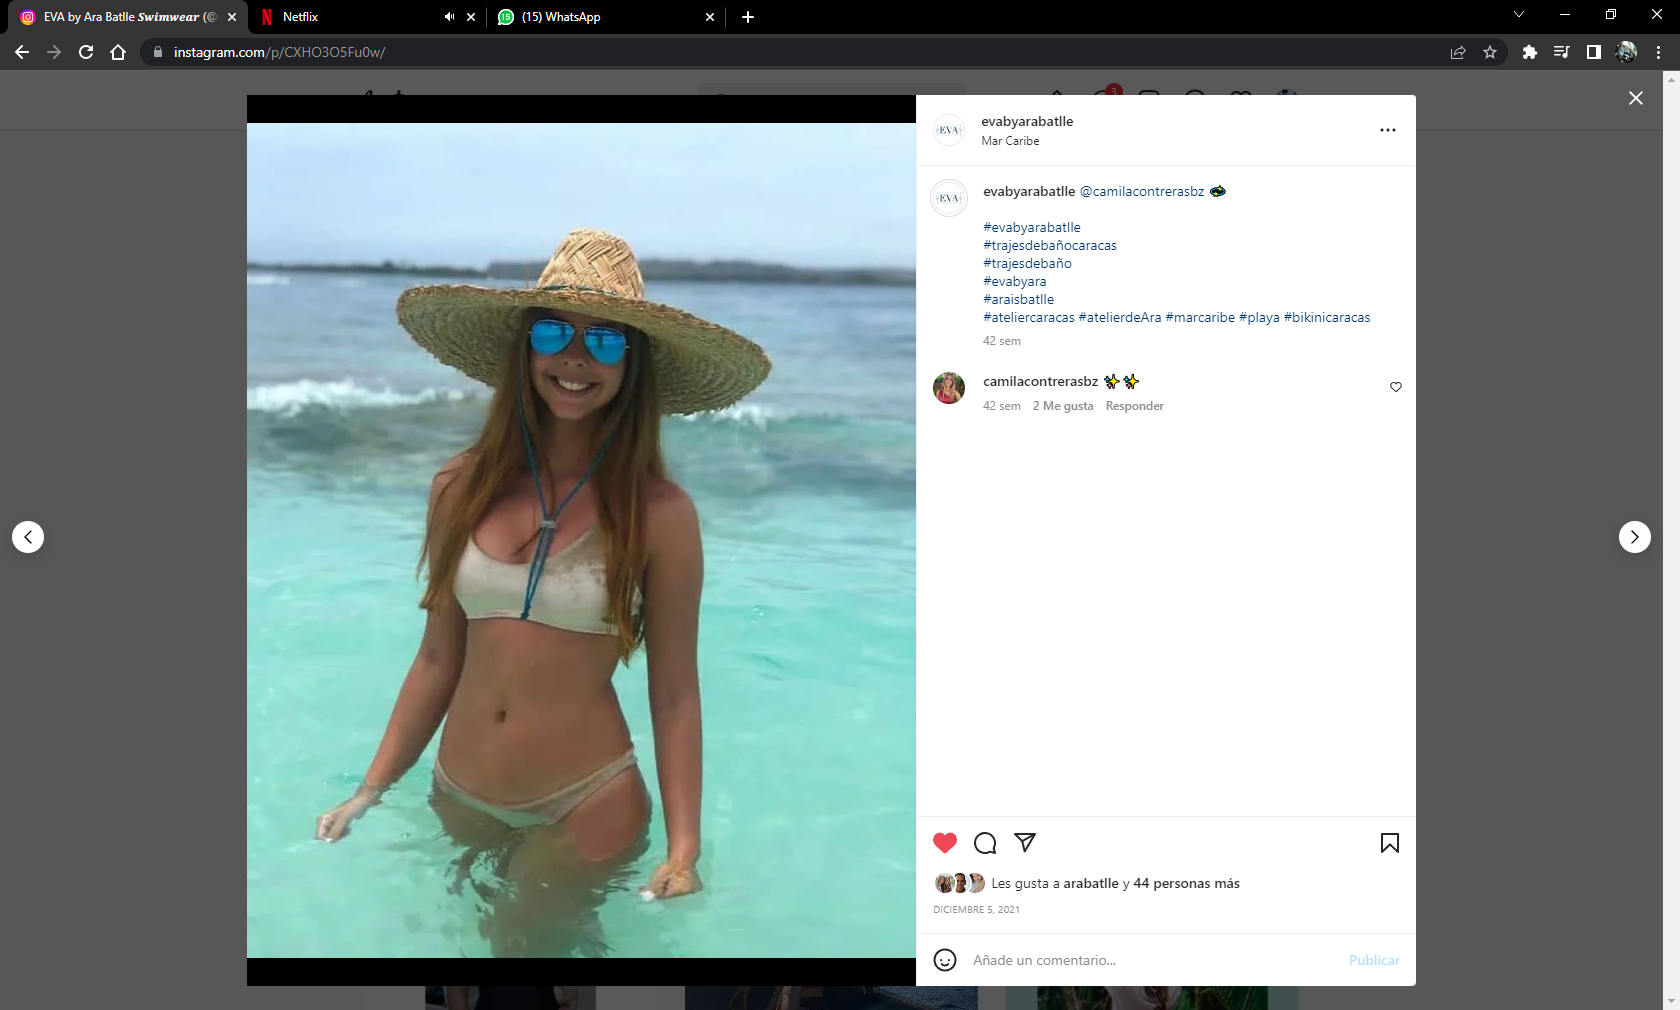 EVA by Ara Batlle Swimwear (@
Netflix
(15) WhatsApp
instagram.com/p/CXHO3O5Fu0w/
3
EVA
evabyarabatlle
Mar Caribe
EVA
evabyarabatlle @camilacontrerasbz
#evabyarabatlle
#trajesdebañocaracas
#trajesdebaño
#evabyara
#araisbatlle
#ateliercaracas #atelierdeAra #marcaribe #playa #bikinicaracas
42 sem
camilacontrerasbz ✨✨
42 sem 2 Me gusta Responder
Les gusta a arabatlle y 44 personas más
DICIEMBRE 5, 2021
Añade un comentario...
Publicar